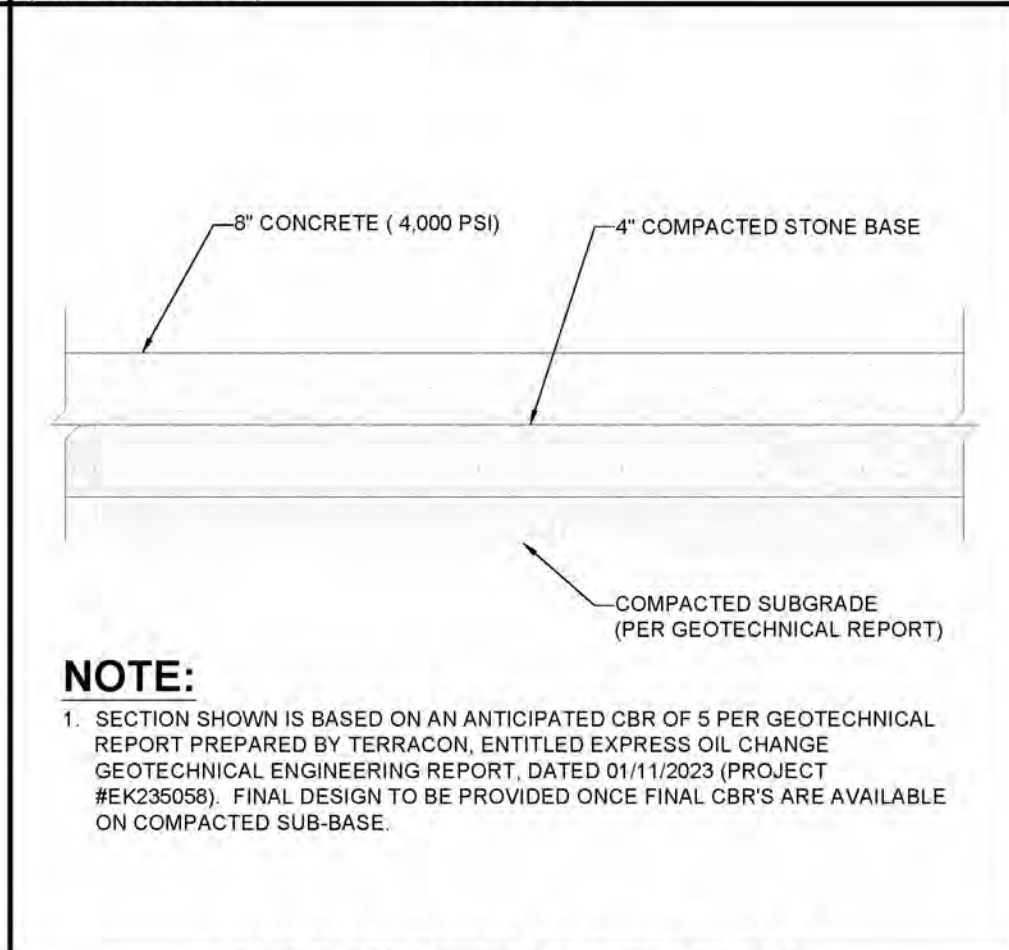 8" CONCRETE ( 4,000 PSI)
4" COMPACTED STONE BASE
COMPACTED SUBGRADE
(PER GEOTECHNICAL REPORT)
NOTE:
1. SECTION SHOWN IS BASED ON AN ANTICIPATED CBR OF 5 PER GEOTECHNICAL
REPORT PREPARED BY TERRACON, ENTITLED EXPRESS OIL CHANGE
GEOTECHNICAL ENGINEERING REPORT, DATED 01/11/2023 (PROJECT
#EK235058). FINAL DESIGN TO BE PROVIDED ONCE FINAL CBR'S ARE AVAILABLE
ON COMPACTED SUB-BASE.